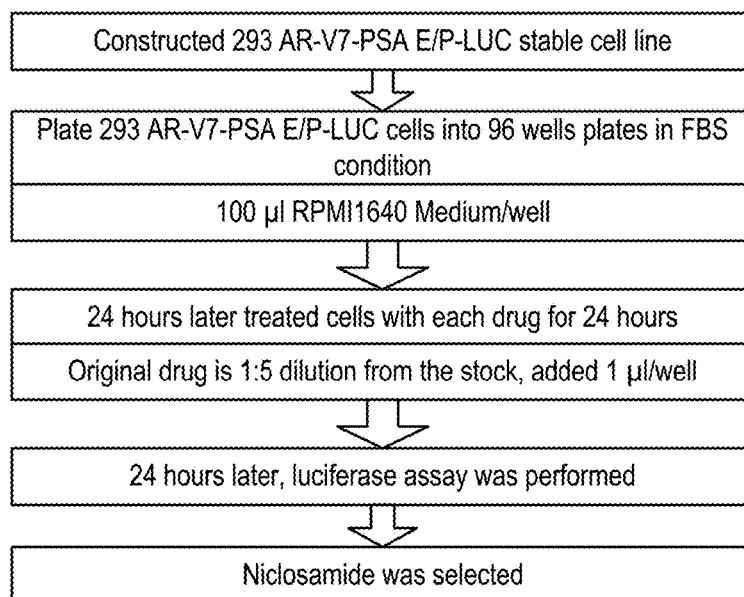 Constructed 293 AR-V7-PSA E/P-LUC stable cell line
Plate 293 AR-V7-PSA E/P-LUC cells into 96 wells plates in FBS
condition
100 µl RPMI1640 Medium/well
24 hours later treated cells with each drug for 24 hours
Original drug is 1:5 dilution from the stock, added 1 µl/well
24 hours later, luciferase assay was performed
Niclosamide was selected